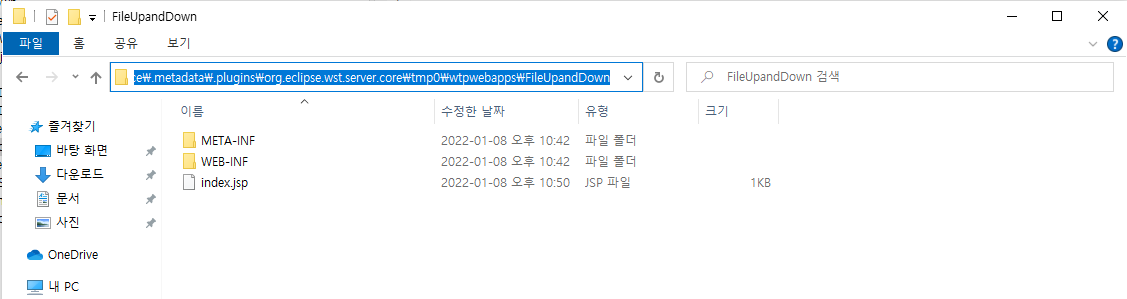 FileUpandDown
파일 홈 공유 보기
e₩.metadata₩.plugins₩org.eclipse.wst.server.core₩tmp0₩wtpwebapps₩FileUpandDown
FileUpandDown 검색
이름 수정한 날짜 유형 크기
즐겨찾기
바탕 화면
다운로드
문서
사진
OneDrive
내 PC
META-INF 2022-01-08 오후 10:42 파일 폴더
WEB-INF 2022-01-08 오후 10:42 파일 폴더
index.jsp 2022-01-08 오후 10:50 JSP 파일 1KB